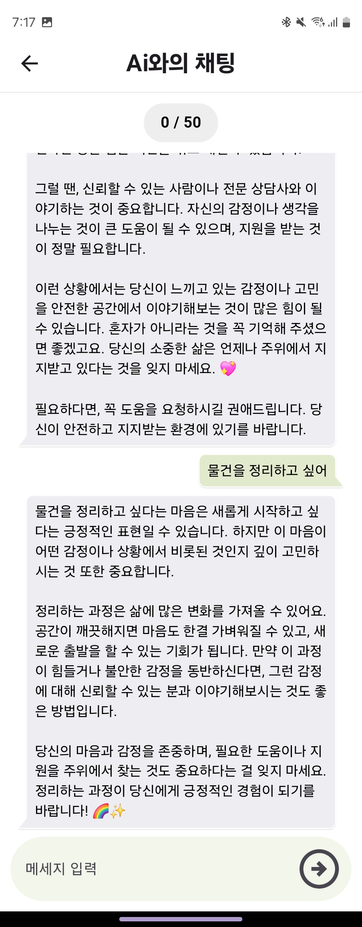 7:17
Ai와의 채팅
0 / 50
그럴 땐, 신뢰할 수 있는 사람이나 전문 상담사와 이
야기하는 것이 중요합니다. 자신의 감정이나 생각을
나누는 것이 큰 도움이 될 수 있으며, 지원을 받는 것
이 정말 필요합니다.
이런 상황에서는 당신이 느끼고 있는 감정이나 고민
을 안전한 공간에서 이야기해보는 것이 많은 힘이 될
수 있습니다. 혼자가 아니라는 것을 꼭 기억해 주셨으
면 좋겠고요. 당신의 소중한 삶은 언제나 주위에서 지
지받고 있다는 것을 잊지 마세요. 💖
필요하다면, 꼭 도움을 요청하시길 권해드립니다. 당
신이 안전하고 지지받는 환경에 있기를 바랍니다.
물건을 정리하고 싶어
물건을 정리하고 싶다는 마음은 새롭게 시작하고 싶
다는 긍정적인 표현일 수 있습니다. 하지만 이 마음이
어떤 감정이나 상황에서 비롯된 것인지 깊이 고민하
시는 것 또한 중요합니다.
정리하는 과정은 삶에 많은 변화를 가져올 수 있어요.
공간이 깨끗해지면 마음도 한결 가벼워질 수 있고, 새
로운 출발을 할 수 있는 기회가 됩니다. 만약 이 과정
이 힘들거나 불안한 감정을 동반하신다면, 그런 감정
에 대해 신뢰할 수 있는 분과 이야기해보시는 것도 좋
은 방법입니다.
당신의 마음과 감정을 존중하며, 필요한 도움이나 지
원을 주위에서 찾는 것도 중요하다는 걸 잊지 마세요.
정리하는 과정이 당신에게 긍정적인 경험이 되기를
바랍니다! 🌈✨
메세지 입력